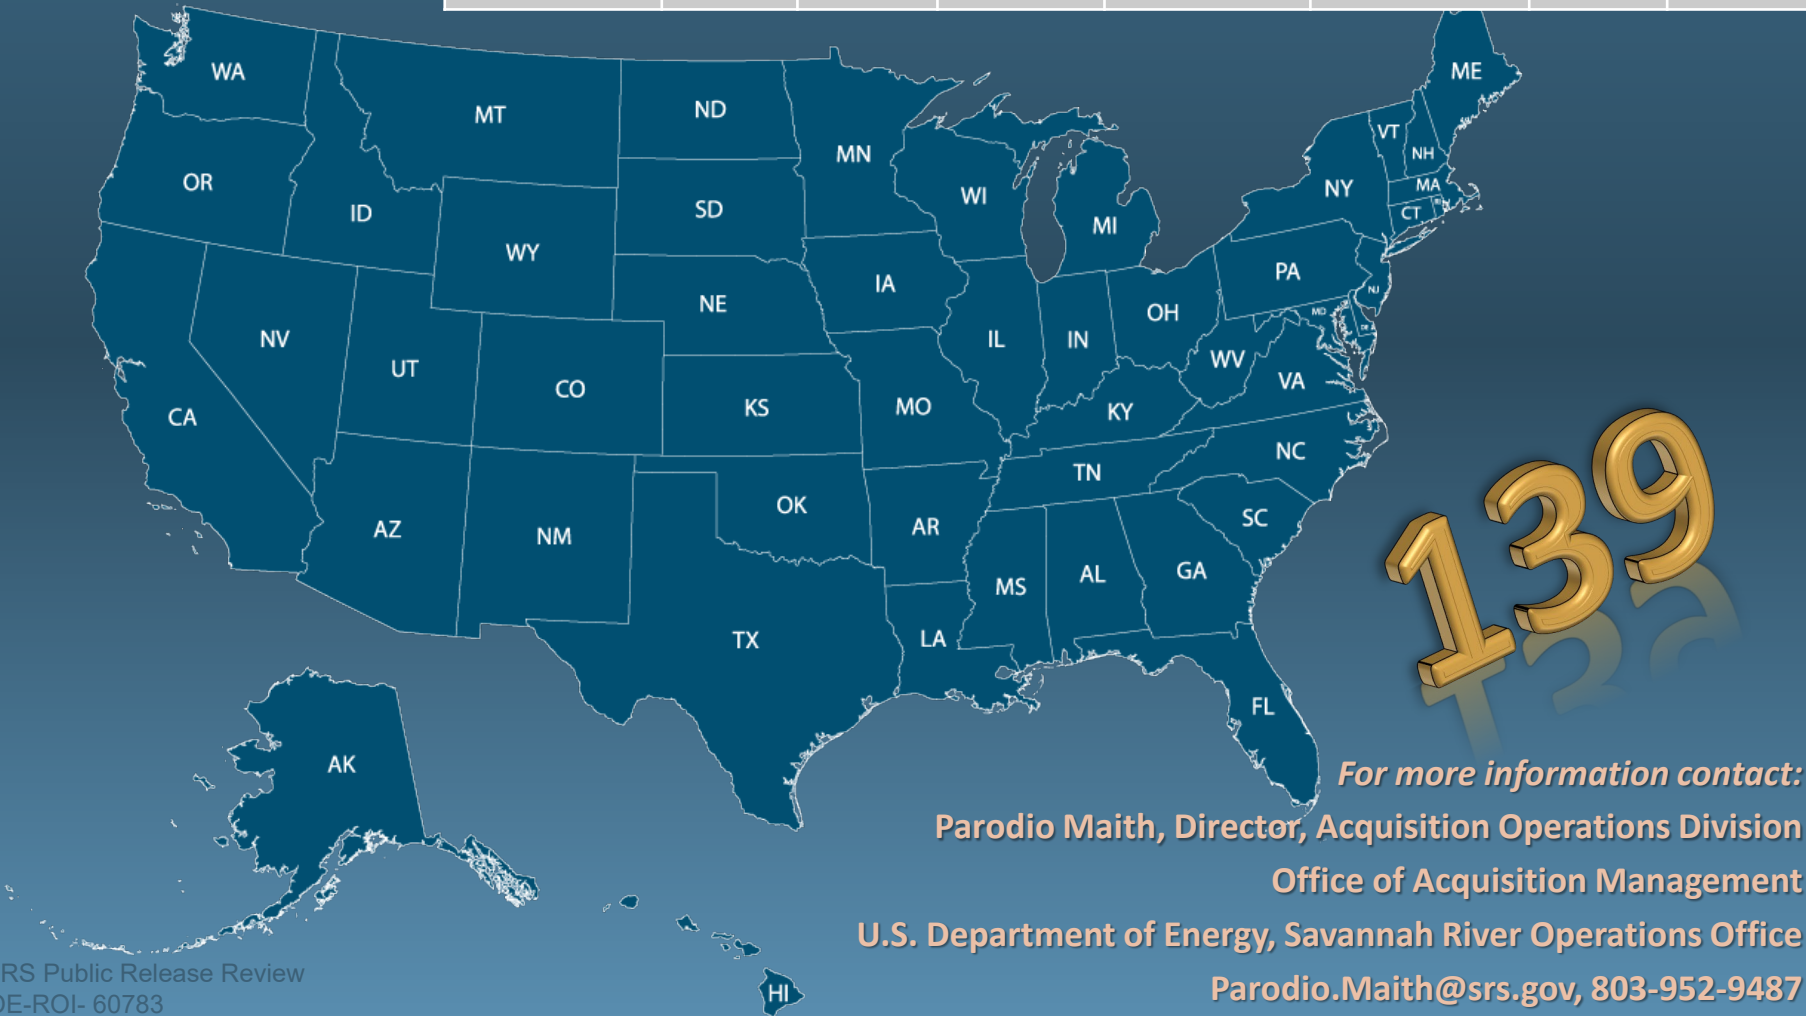 WA
MT
ND
MN
ME
VT
NH
OR
ID
SD
WI
NY
MA
CT
RI
WY
MI
IA
NE
PA
NJ
NV
UT
CO
IL
IN
OH
MD
DE
WV
VA
CA
KS
MO
KY
NC
TN
AZ
NM
OK
AR
SC
MS
AL
GA
TX
LA
FL
AK
HI
139
For more information contact:
Parodio Maith, Director, Acquisition Operations Division
Office of Acquisition Management
U.S. Department of Energy, Savannah River Operations Office
Parodio.Maith@srs.gov, 803-952-9487
RS Public Release Review
OE-ROI- 60783